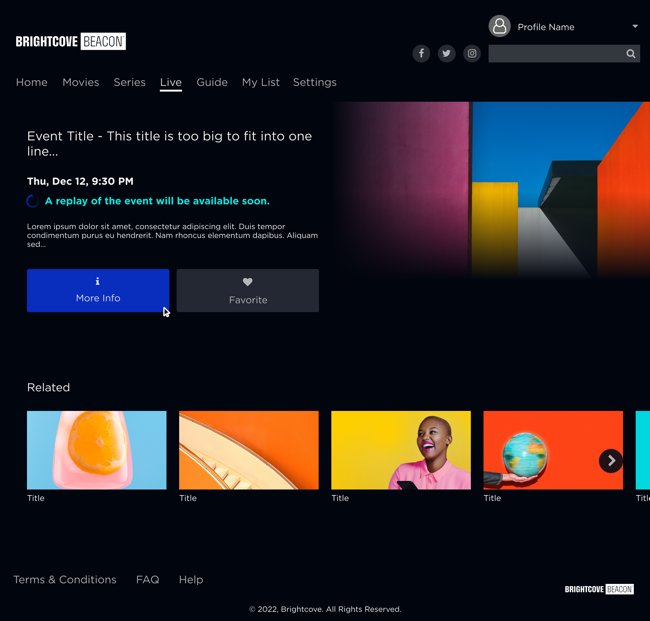 Profile Name
BRIGHTCOVE BEACON
Home Movies Series Live Guide My List Settings
Event Title - This title is too big to fit into one
line...
Thu, Dec 12, 9:30 PM
A replay of the event will be available soon.
Lorem ipsum dolor sit amet, consectetur adipiscing elit. Duis tempor
condimentum purus eu hendrerit. Nam rhoncus elementum dapibus. Aliquam
sed...
More Info
Favorite
Related
Title
Title
Title
Title
Title
Terms & Conditions FAQ Help
BRIGHTCOVE BEACON
© 2022, Brightcove. All Rights Reserved.